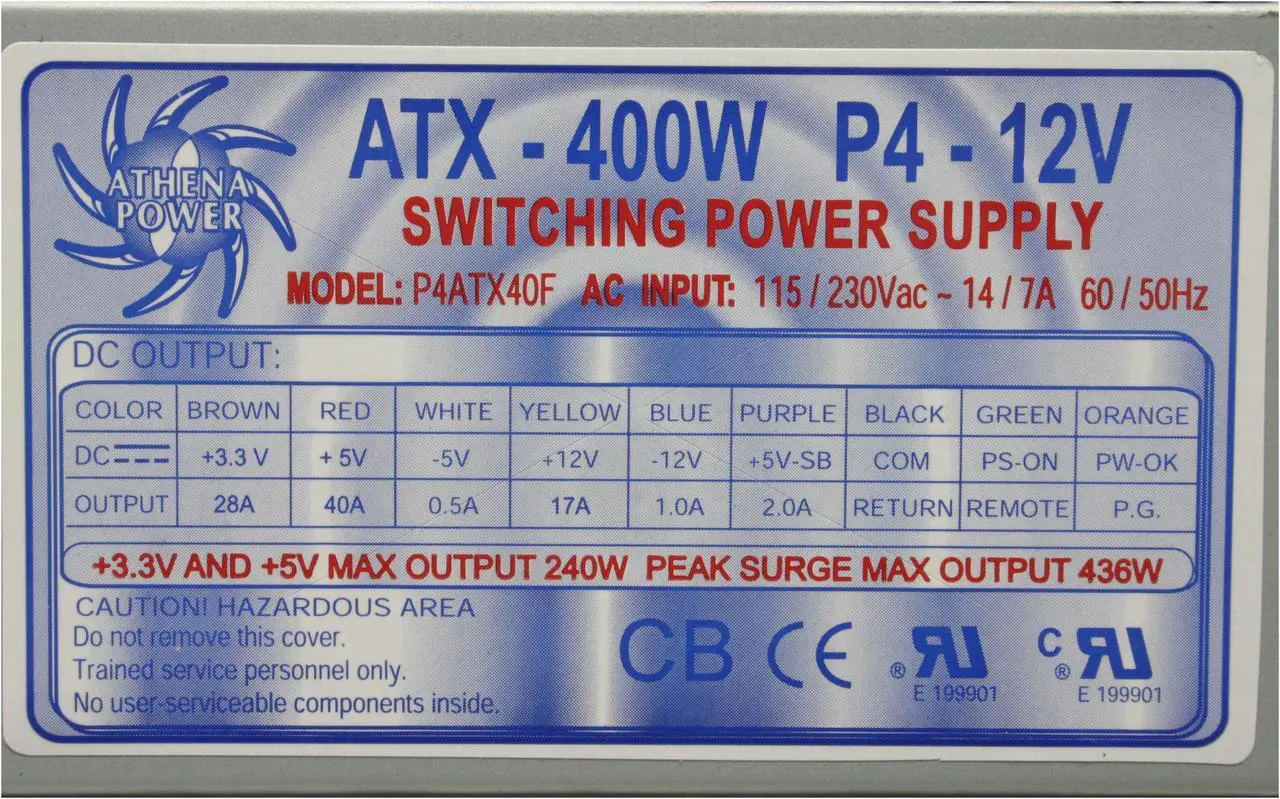 ATHENA
POWER
ATX - 400W P4 - 12V
SWITCHING POWER SUPPLY
MODEL: P4ATX40F AC INPUT: 115 / 230Vac ~ 14 / 7A 60 / 50Hz
DC OUTPUT:
COLOR BROWN RED WHITE YELLOW BLUE PURPLE BLACK GREEN ORANGE
DC +3.3 V + 5V -5V +12V -12V +5V-SB COM PS-ON PW-OK
OUTPUT 28A 40A 0.5A 17A 1.0A 2.0A RETURN REMOTE P.G.
+3.3V AND +5V MAX OUTPUT 240W PEAK SURGE MAX OUTPUT 436W
CAUTION! HAZARDOUS AREA
Do not remove this cover.
Trained service personnel only.
No user-serviceable components inside.
CB CE ® RU C ® RU
E 199901 E 199901